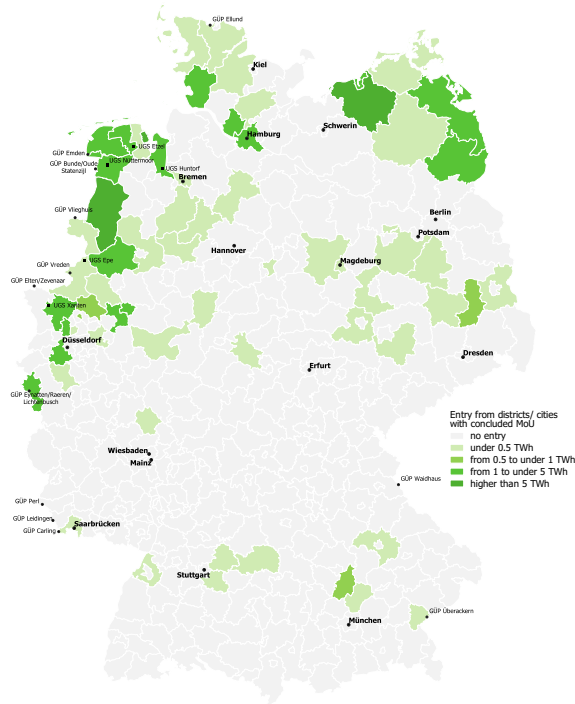 GÜP Ellund
Kiel
Schwerin
Hamburg
UGS Etzel
GÜP Emden
UGS Nüttermoor
GÜP Bunde/Oude
Statenzijl
UGS Huntorf
Bremen
GÜP Vlieghuis
Berlin
Potsdam
Hannover
UGS Epe
Magdeburg
GÜP Vreden
GÜP Elten/Zevenaar
UGS Xanten
Düsseldorf
Dresden
Erfurt
GÜP Eynatten/Raeren/
Lichtenbusch
Entry from districts/ cities
with concluded MoU
no entry
under 0.5 TWh
from 0.5 to under 1 TWh
from 1 to under 5 TWh
higher than 5 TWh
Wiesbaden
Mainz
GÜP Waidhaus
GÜP Perl
GÜP Leidingen
Saarbrücken
GÜP Carling
Stuttgart
GÜP Überackern
München